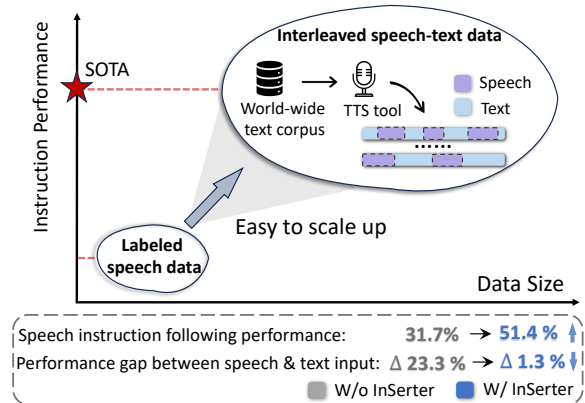 Instruction Performance
SOTA
Interleaved speech-text data
World-wide
text corpus
TTS tool
Speech
Text
......
Easy to scale up
Labeled
speech data
Data Size
Speech instruction following performance: 31.7% → 51.4 %
Performance gap between speech & text input: Δ 23.3 % → Δ 1.3 %
W/o InSerter W/ InSerter